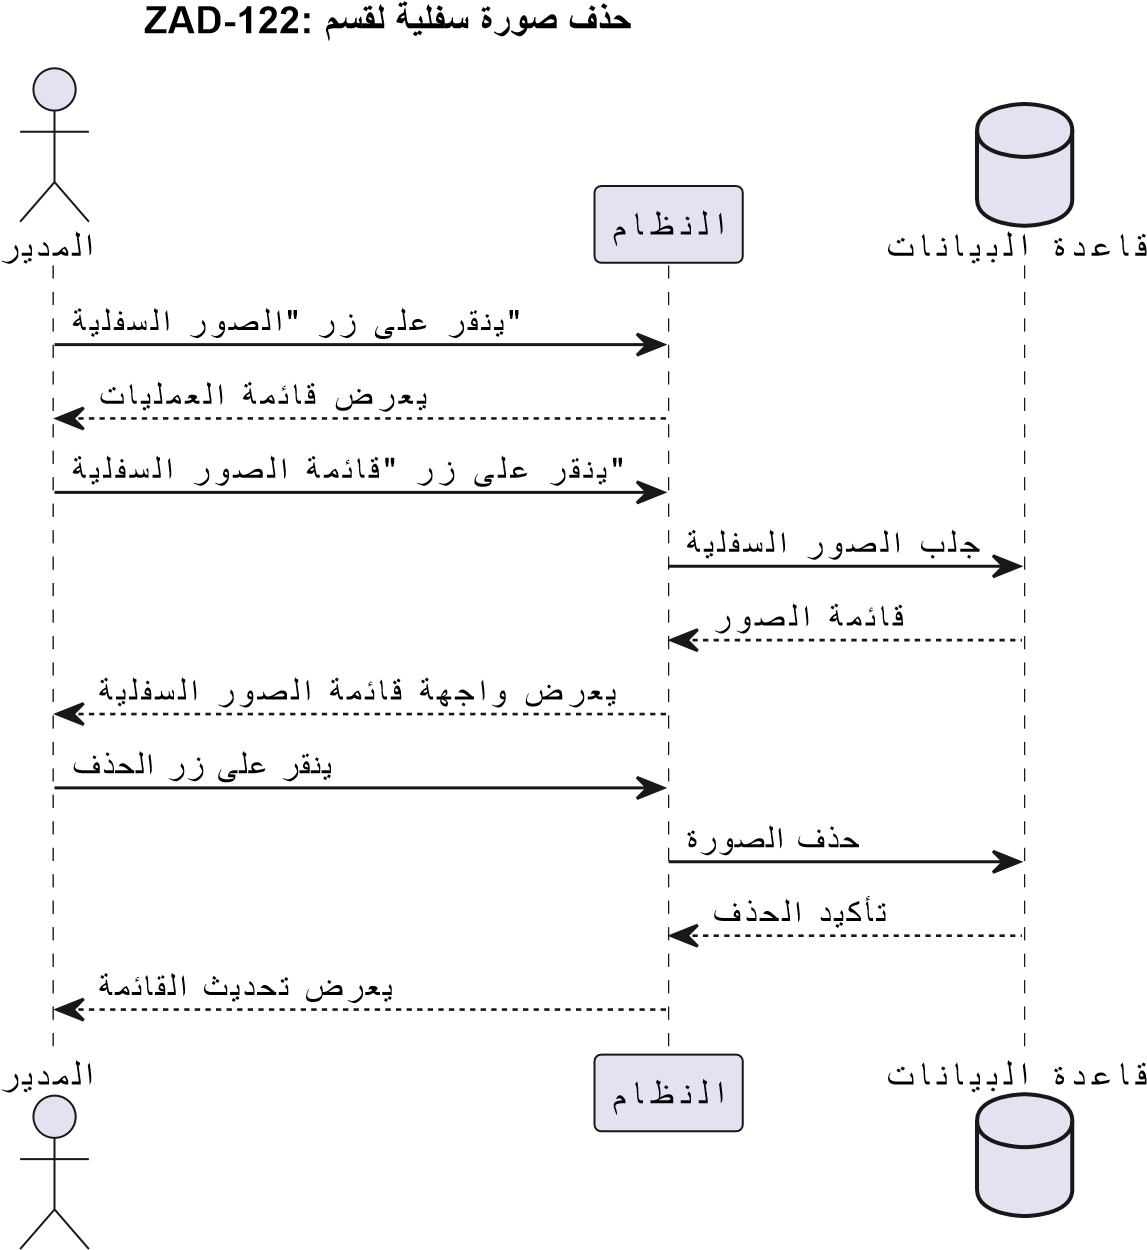 ZAD-122: حذف صورة سفلية لقسم
المدير
النظام
قاعدة البيانات
ينقر على زر "الصور السفلية"
يعرض قائمة العمليات
ينقر على زر "قائمة الصور السفلية"
جلب الصور السفلية
قائمة الصور
يعرض واجهة قائمة الصور السفلية
ينقر على زر الحذف
حذف الصورة
تأكيد الحذف
يعرض تحديث القائمة
المدير
النظام
قاعدة البيانات